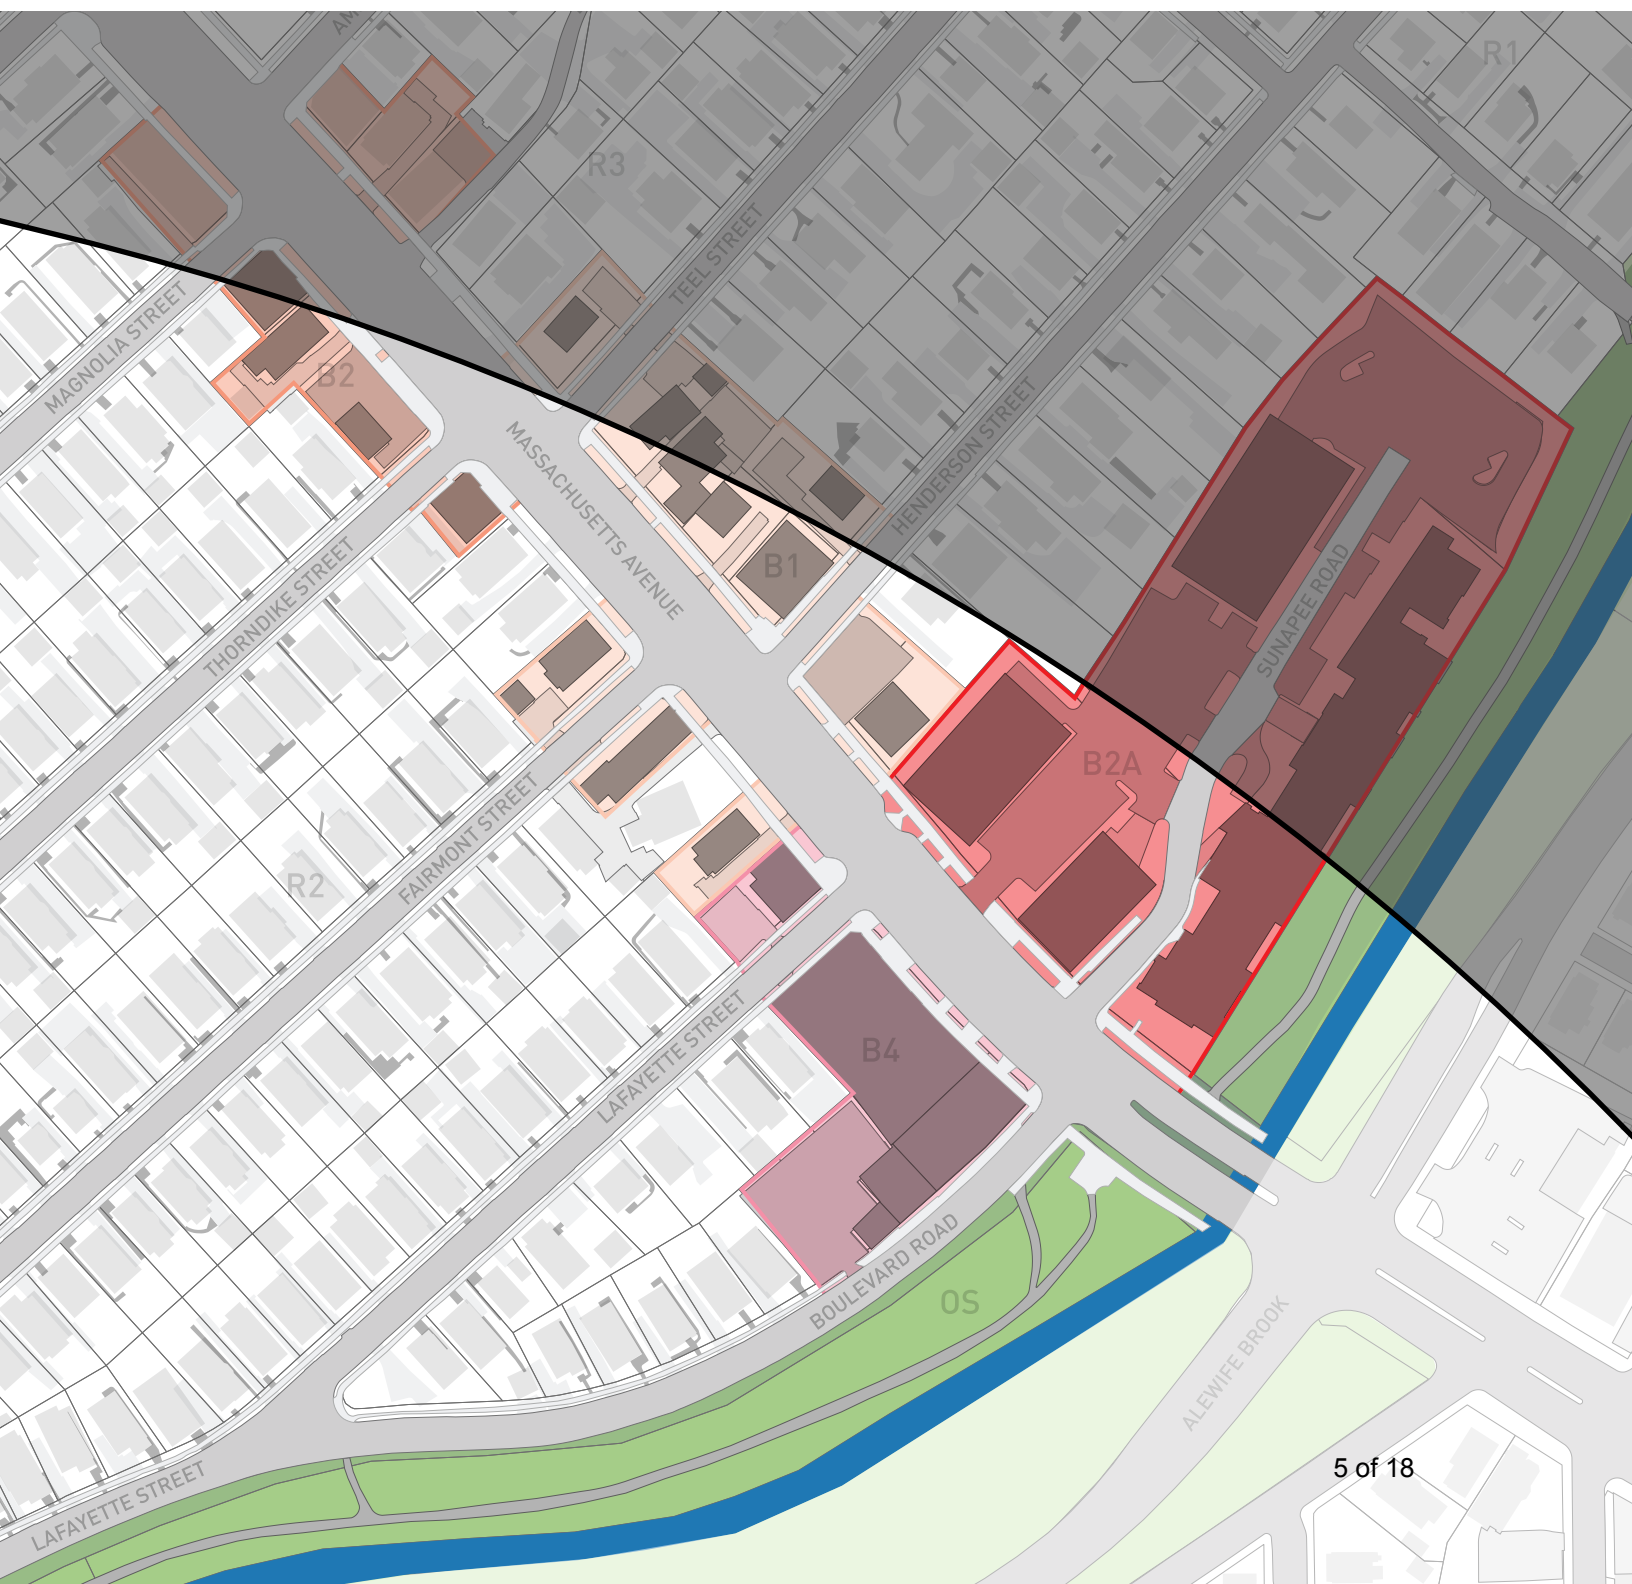 AM
R1
R3
TEEL STREET
MAGNOLIA STREET
B2
MASSACHUSETTS AVENUE
HENDERSON STREET
B1
THORNDIKE STREET
SUNAPEE ROAD
B2A
FAIRMONT STREET
R2
LAFAYETTE STREET
B4
BOULEVARD ROAD
OS
ALEWIFE BROOK
5 of 18
LAFAYETTE STREET